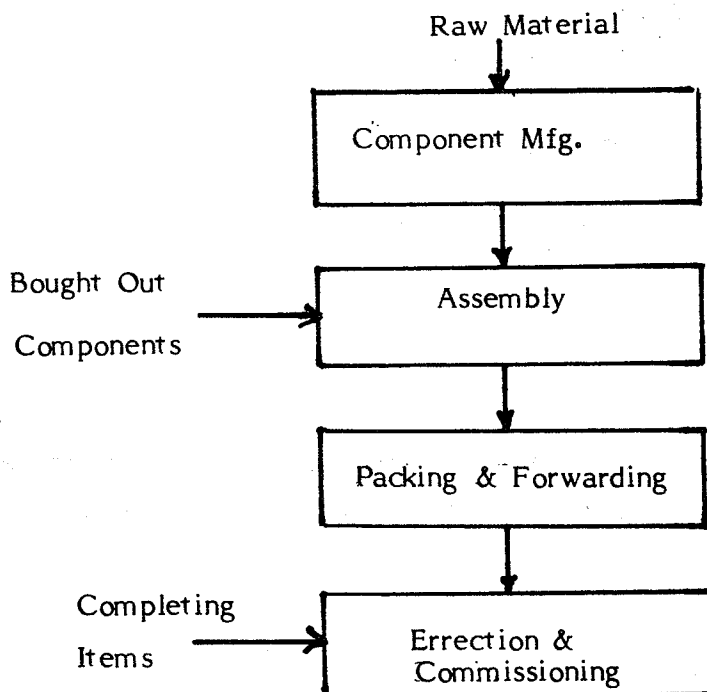 Raw Material
Component Mfg.
Bought Out
Components
Assembly
Packing & Forwarding
Completing
Items
Errection &
Commissioning